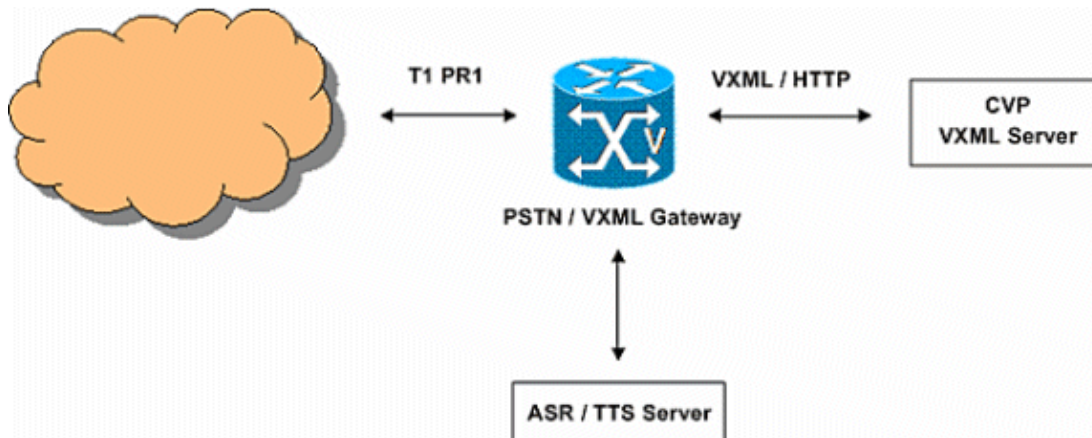 T1 PR1
VXML / HTTP
CVP
VXML Server
V
PSTN / VXML Gateway
ASR / TTS Server